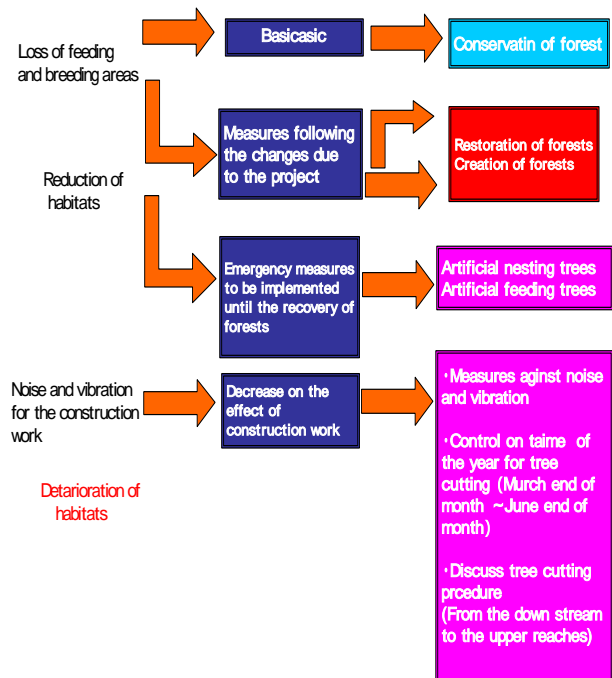 Loss of feeding
and breeding areas
Basicasic
Conservatin of forest
Measures following
the changes due
to the project
Restoration of forests
Creation of forests
Reduction of
habitats
Emergency measures
to be implemented
until the recovery of
forests
Artificial nesting trees
Artificial feeding trees
Noise and vibration
for the construction
work
Decrease on the
effect of
construction work
・Measures aginst noise
and vibration
・Control on taime of
the year for tree
cutting (Murch end of
month ~June end of
month)
・Discuss tree cutting
prcedure
(From the down stream
to the upper reaches)
Detarioration of
habitats